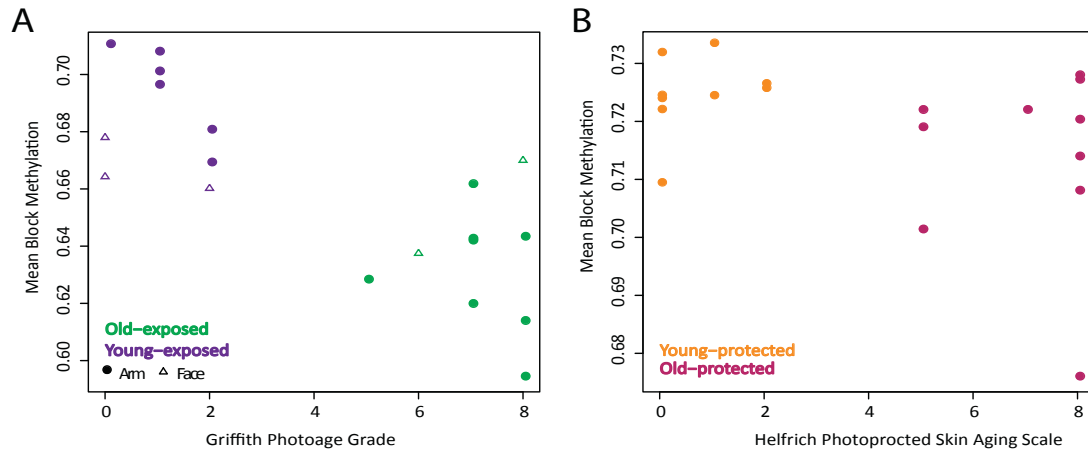 A
Mean Block Methylation
0.70
0.68
0.66
0.64
0.62
0.60
Old-exposed
Young-exposed
Arm Face
0 2 4 6 8
Griffith Photoage Grade
B
Mean Block Methylation
0.73
0.72
0.71
0.70
0.69
0.68
Young-protected
Old-protected
0 2 4 6 8
Helfrich Photoprocted Skin Aging Scale